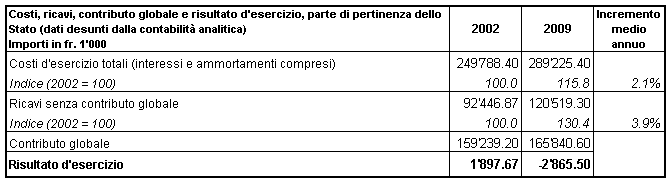 Costi, ricavi, contributo globale e risultato d'esercizio, parte di pertinenza dello
Stato (dati desunti dalla contabilità analitica)
Importi in fr. 1'000
2002
2009
Incremento
medio
annuo
Costi d'esercizio totali (interessi e ammortamenti compresi) 249'788.40 289'225.40
Indice (2002 = 100) 100.0 115.8 2.1%
Ricavi senza contributo globale 92'446.87 120'519.30
Indice (2002 = 100) 100.0 130.4 3.9%
Contributo globale 159'239.20 165'840.60
Risultato d'esercizio 1'897.67 -2'865.50